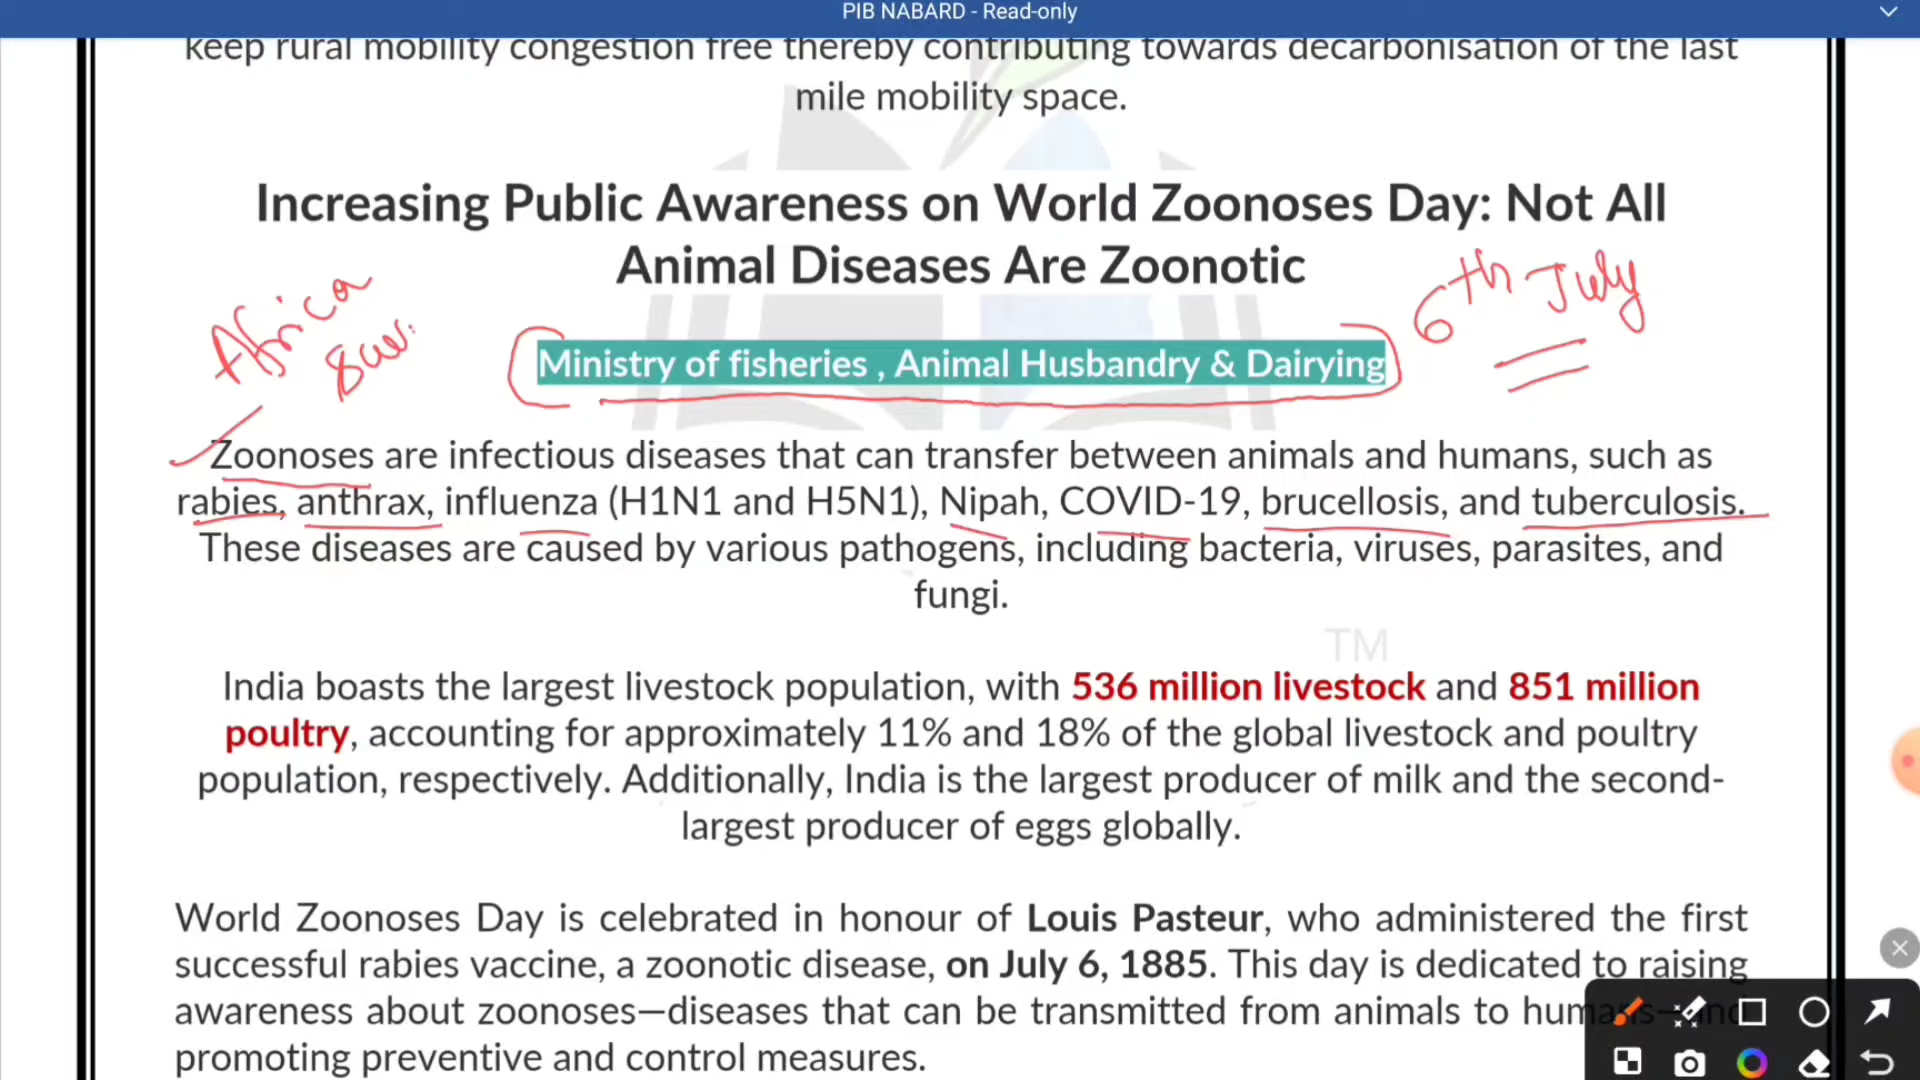 PIB NABARD - Read-only
keep rural mobility congestion free thereby contributing towards decarbonisation of the last
mile mobility space.
Increasing Public Awareness on World Zoonoses Day: Not All
Animal Diseases Are Zoonotic
6th July
Africa
Ministry of fisheries , Animal Husbandry & Dairying
Zoonoses are infectious diseases that can transfer between animals and humans, such as
rabies, anthrax, influenza (H1N1 and H5N1), Nipah, COVID-19, brucellosis, and tuberculosis.
These diseases are caused by various pathogens, including bacteria, viruses, parasites, and
fungi.
TM
India boasts the largest livestock population, with 536 million livestock and 851 million
poultry, accounting for approximately 11% and 18% of the global livestock and poultry
population, respectively. Additionally, India is the largest producer of milk and the second-
largest producer of eggs globally.
World Zoonoses Day is celebrated in honour of Louis Pasteur, who administered the first
successful rabies vaccine, a zoonotic disease, on July 6, 1885. This day is dedicated to raising
awareness about zoonoses—diseases that can be transmitted from animals to humans—and
promoting preventive and control measures.